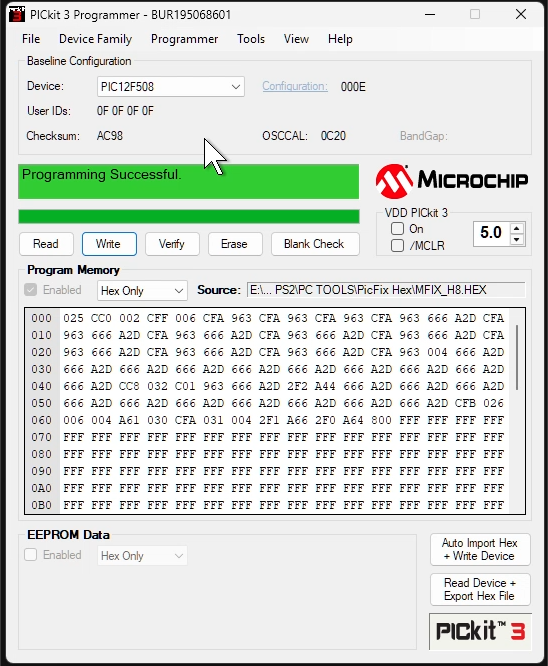 PICkit 3 Programmer - BUR195068601
File Device Family Programmer Tools View Help
Baseline Configuration
Device: PIC12F508 Configuration: 000E
User IDs: 0F 0F 0F 0F
Checksum: AC98 OSCCAL: 0C20 BandGap:
Programming Successful.
MICROCHIP
VDD PICkit 3
On
/MCLR
5.0
Read Write Verify Erase Blank Check
Program Memory
Enabled Hex Only Source: E:\... PS2\PC TOOLS\PicFix Hex\MFIX_H8.HEX
000 025 CC0 002 CFF 006 CFA 963 CFA 963 CFA 963 CFA 963 666 A2D CFA
010 963 666 A2D CFA 963 666 A2D CFA 963 666 A2D CFA 963 666 A2D CFA
020 963 666 A2D CFA 963 CFA 963 CFA 963 CFA 963 004 666 A2D 666 A2D
030 666 A2D 666 A2D 666 A2D 666 A2D 666 A2D 666 A2D 666 A2D 666 A2D
040 666 A2D CC8 032 C01 963 666 A2D 2F2 A44 666 A2D 666 A2D 666 A2D
050 666 A2D 666 A2D 666 A2D 666 A2D 666 A2D 666 A2D 666 A2D CFB 026
060 006 004 A61 030 CFA 031 004 2F1 A66 2F0 A64 800 FFF FFF FFF FFF
070 FFF FFF FFF FFF FFF FFF FFF FFF FFF FFF FFF FFF FFF FFF FFF FFF
080 FFF FFF FFF FFF FFF FFF FFF FFF FFF FFF FFF FFF FFF FFF FFF FFF
090 FFF FFF FFF FFF FFF FFF FFF FFF FFF FFF FFF FFF FFF FFF FFF FFF
0A0 FFF FFF FFF FFF FFF FFF FFF FFF FFF FFF FFF FFF FFF FFF FFF FFF
0B0 FFF FFF FFF FFF FFF FFF FFF FFF FFF FFF FFF FFF FFF FFF FFF FFF
EEPROM Data
Enabled Hex Only
Auto Import Hex
+ Write Device
Read Device +
Export Hex File
PICkit™ 3